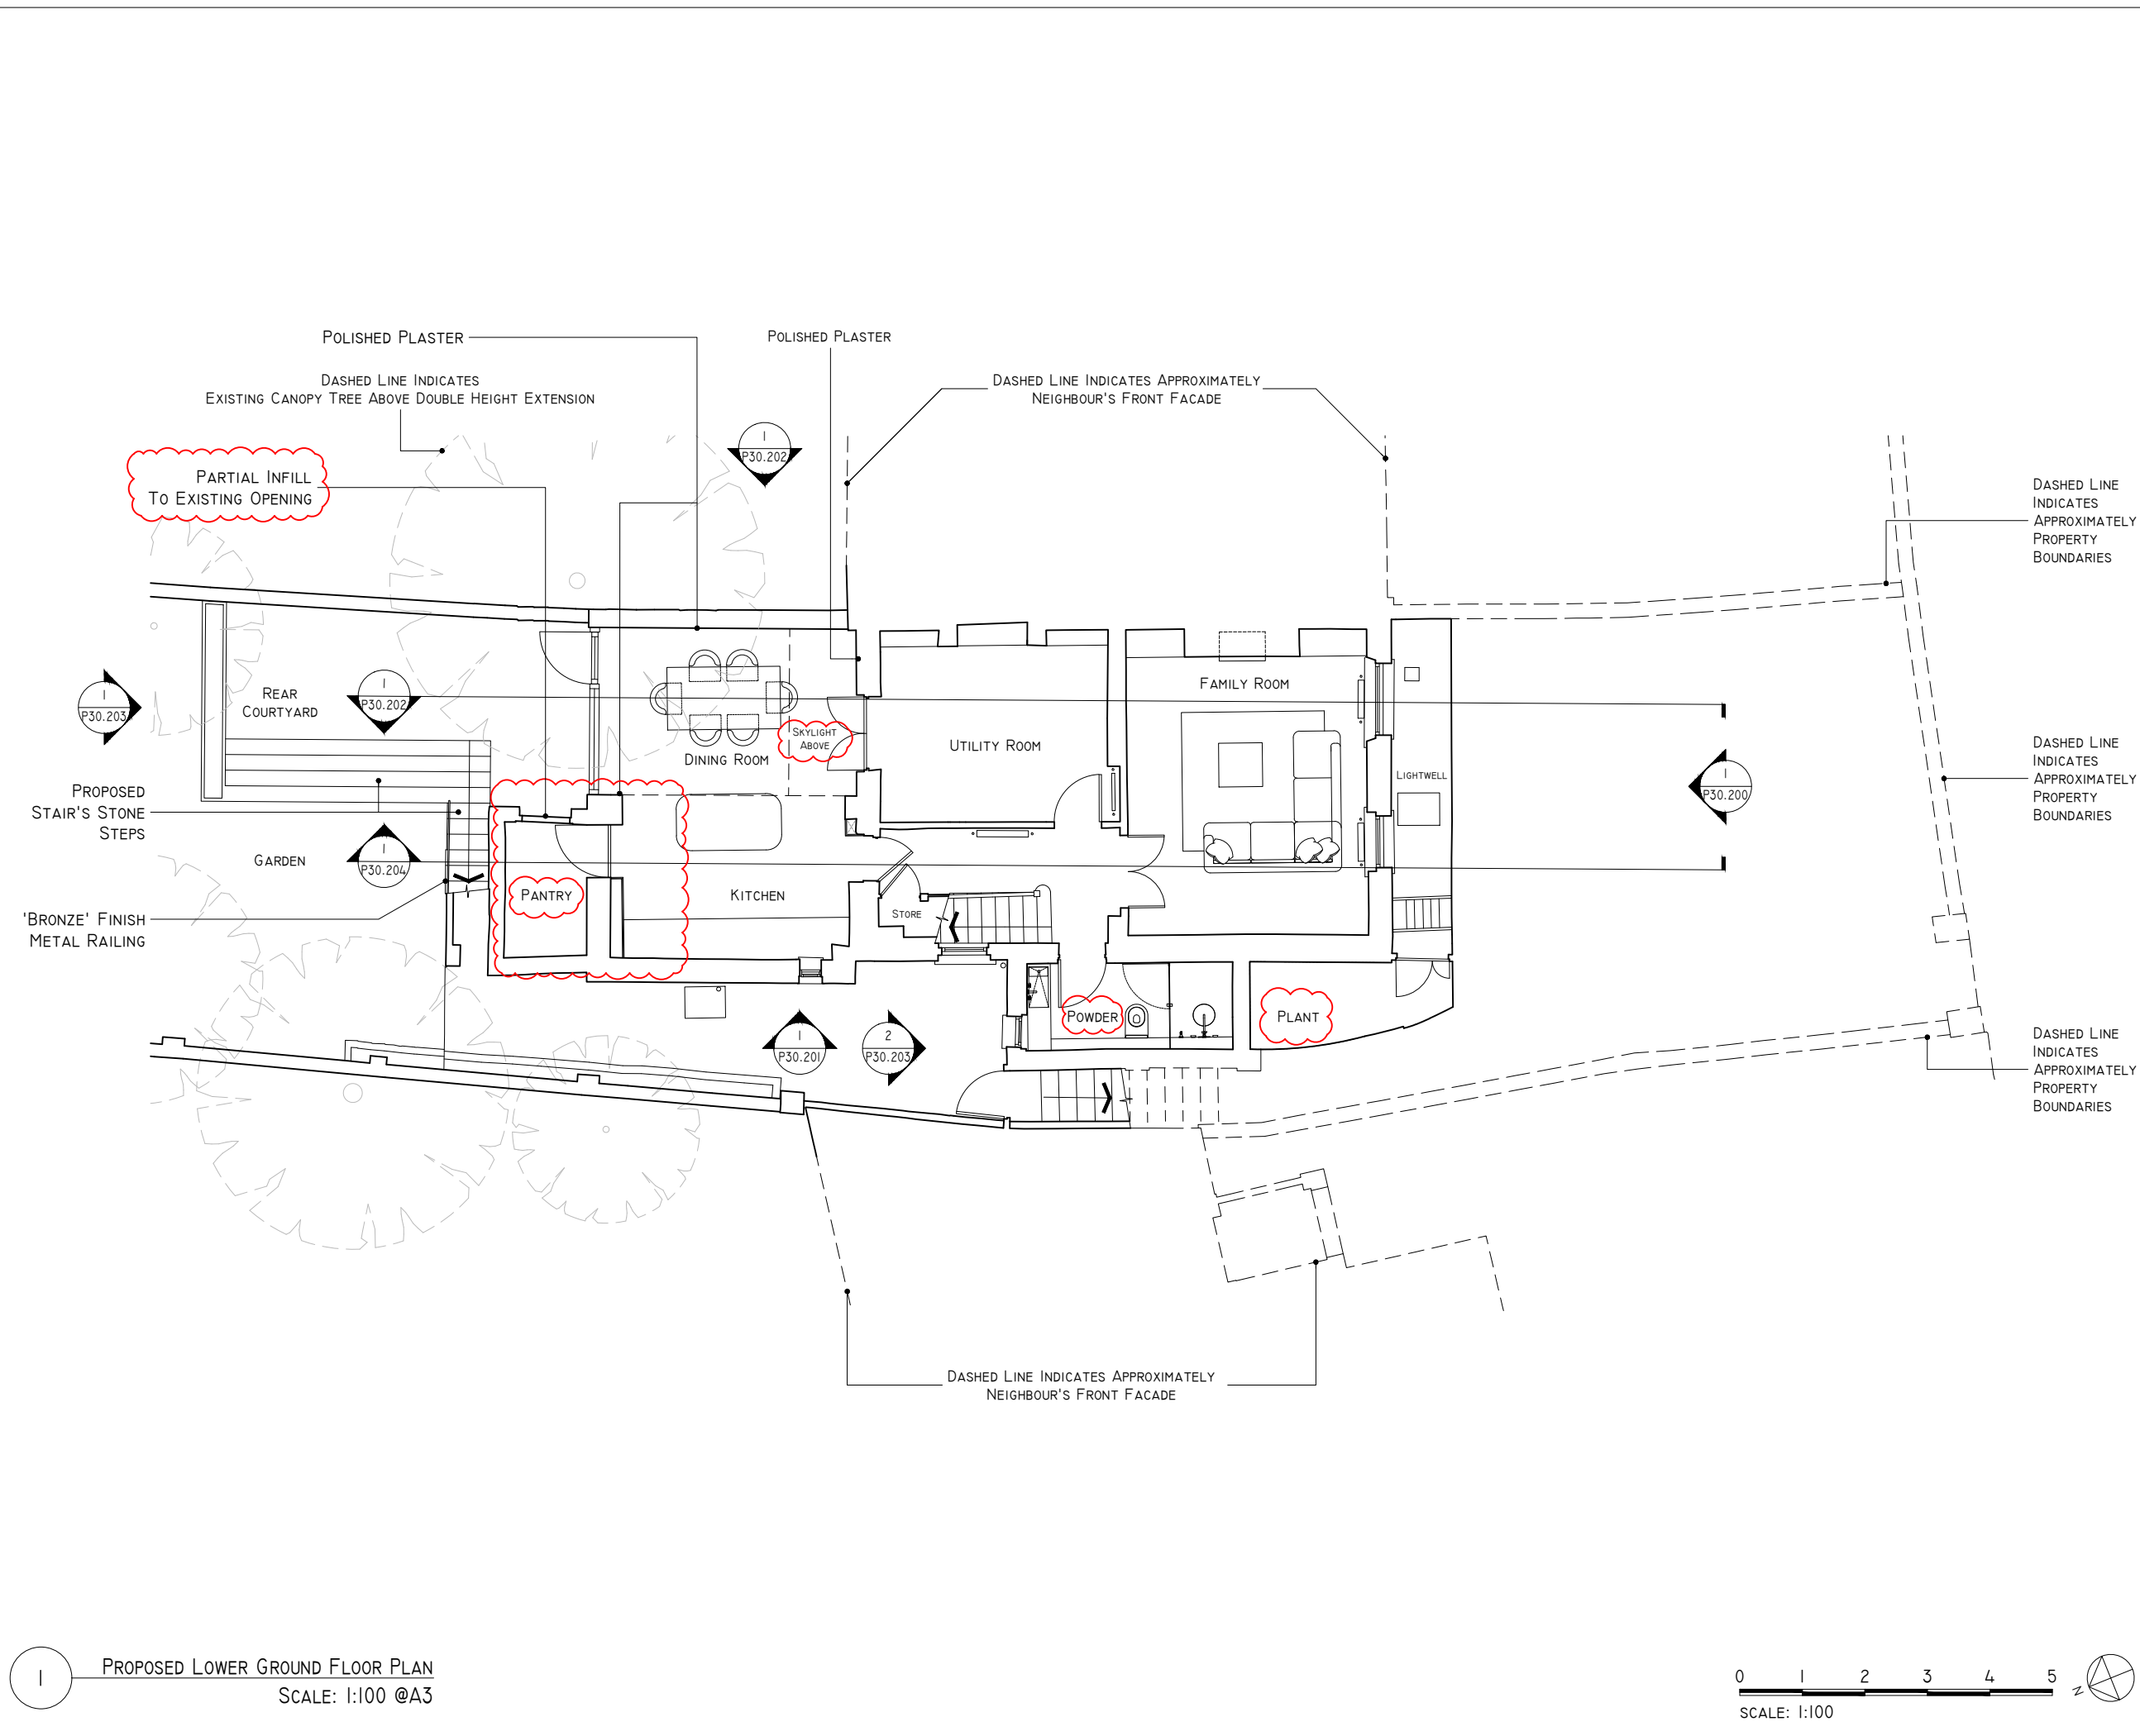 Polished Plaster
Polished Plaster
Dashed Line Indicates
Existing Canopy Tree Above Double Height Extension
Dashed Line Indicates Approximately
Neighbour's Front Facade
1
P30.202
Partial Infill
To Existing Opening
Dashed Line
Indicates
Approximately
Property
Boundaries
1
P30.203
Rear
Courtyard
1
P30.202
Family Room
Skylight
Above
Utility Room
Dining Room
Lightwell
1
P30.200
Dashed Line
Indicates
Approximately
Property
Boundaries
Proposed
Stair's Stone
Steps
Garden
1
P30.204
Pantry
Kitchen
Store
'Bronze' Finish
Metal Railing
Powder
Plant
1
P30.201
2
P30.203
Dashed Line
Indicates
Approximately
Property
Boundaries
Dashed Line Indicates Approximately
Neighbour's Front Facade
1
Proposed Lower Ground Floor Plan
Scale: 1:100 @A3
0 1 2 3 4 5
scale: 1:100
N